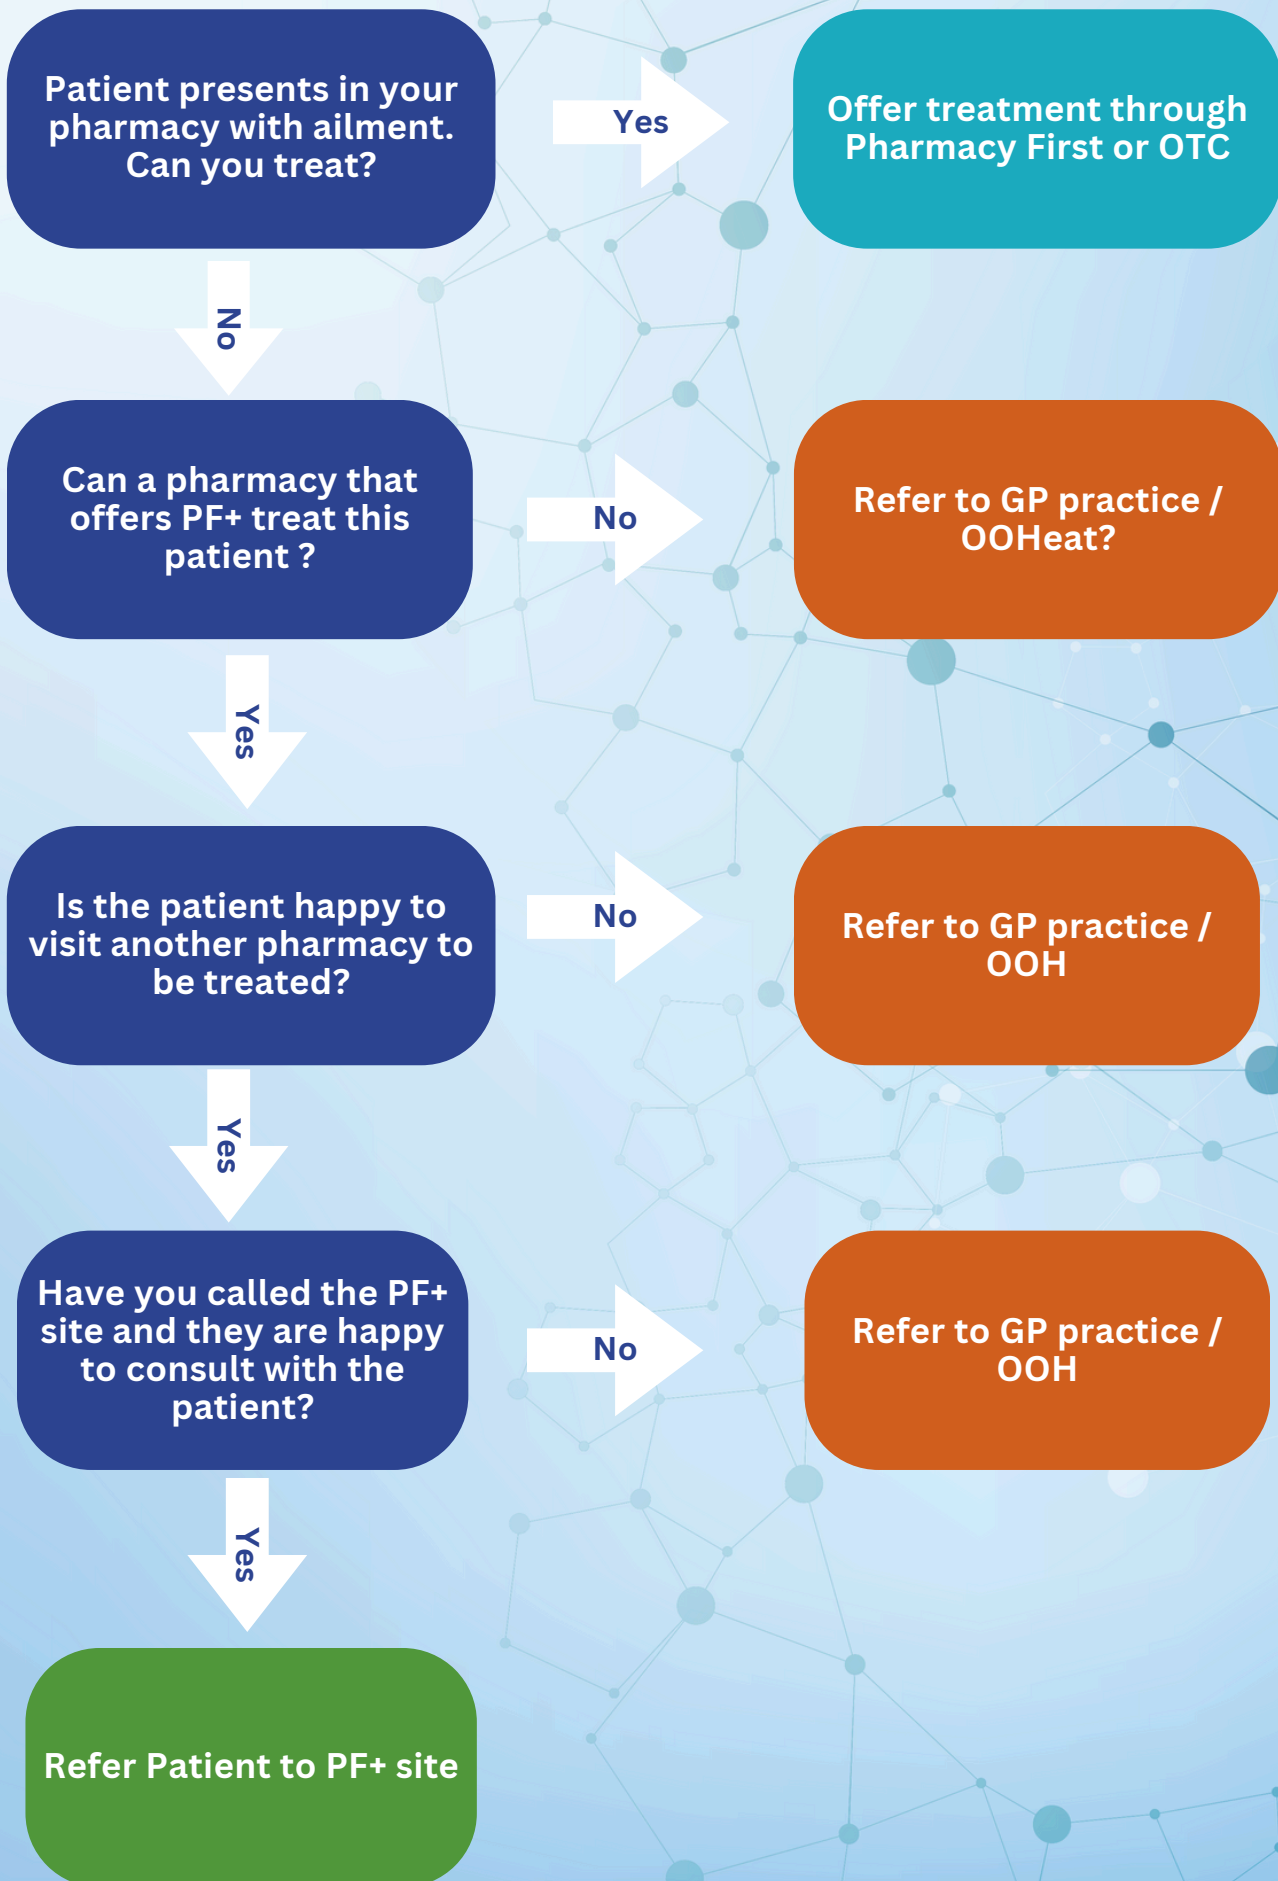 Patient presents in your
pharmacy with ailment.
Can you treat?
Yes
Offer treatment through
Pharmacy First or OTC
No
Can a pharmacy that
offers PF+ treat this
patient ?
No
Refer to GP practice /
OOHeat?
Yes
Is the patient happy to
visit another pharmacy to
be treated?
No
Refer to GP practice /
OOH
Yes
Have you called the PF+
site and they are happy
to consult with the
patient?
No
Refer to GP practice /
OOH
Yes
Refer Patient to PF+ site